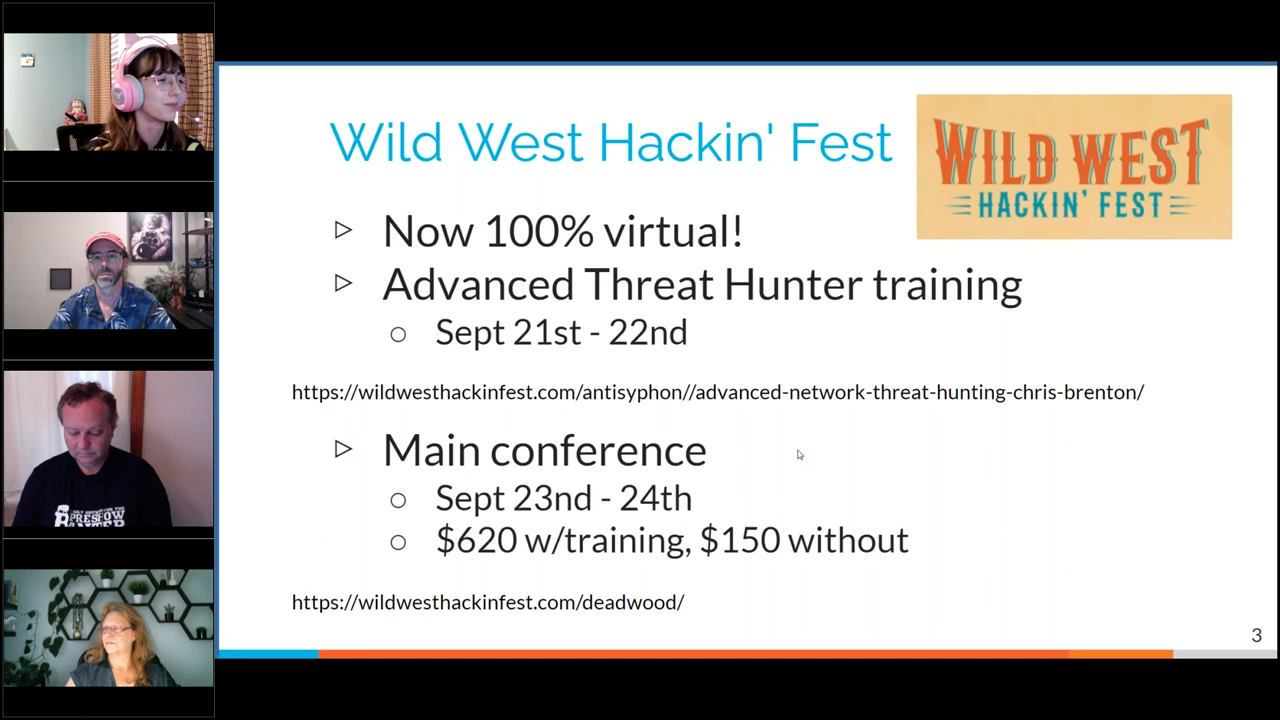 Wild West Hackin' Fest
WILD WEST
HACKIN' FEST
▷ Now 100% virtual!
▷ Advanced Threat Hunter training
○ Sept 21st - 22nd
https://wildwesthackinfest.com/antisyphon//advanced-network-threat-hunting-chris-brenton/
▷ Main conference
○ Sept 23nd - 24th
○ $620 w/training, $150 without
https://wildwesthackinfest.com/deadwood/
3